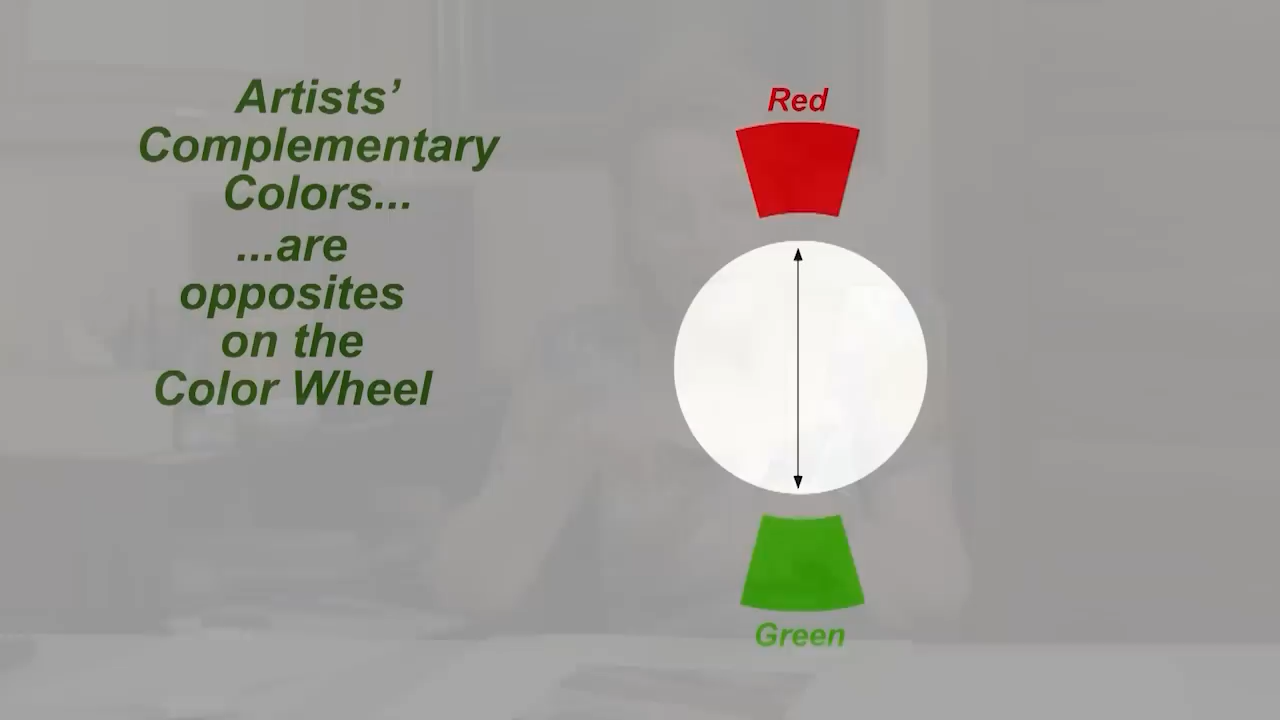 Artists’
Complementary
Colors...
...are
opposites
on the
Color Wheel
Red
Green